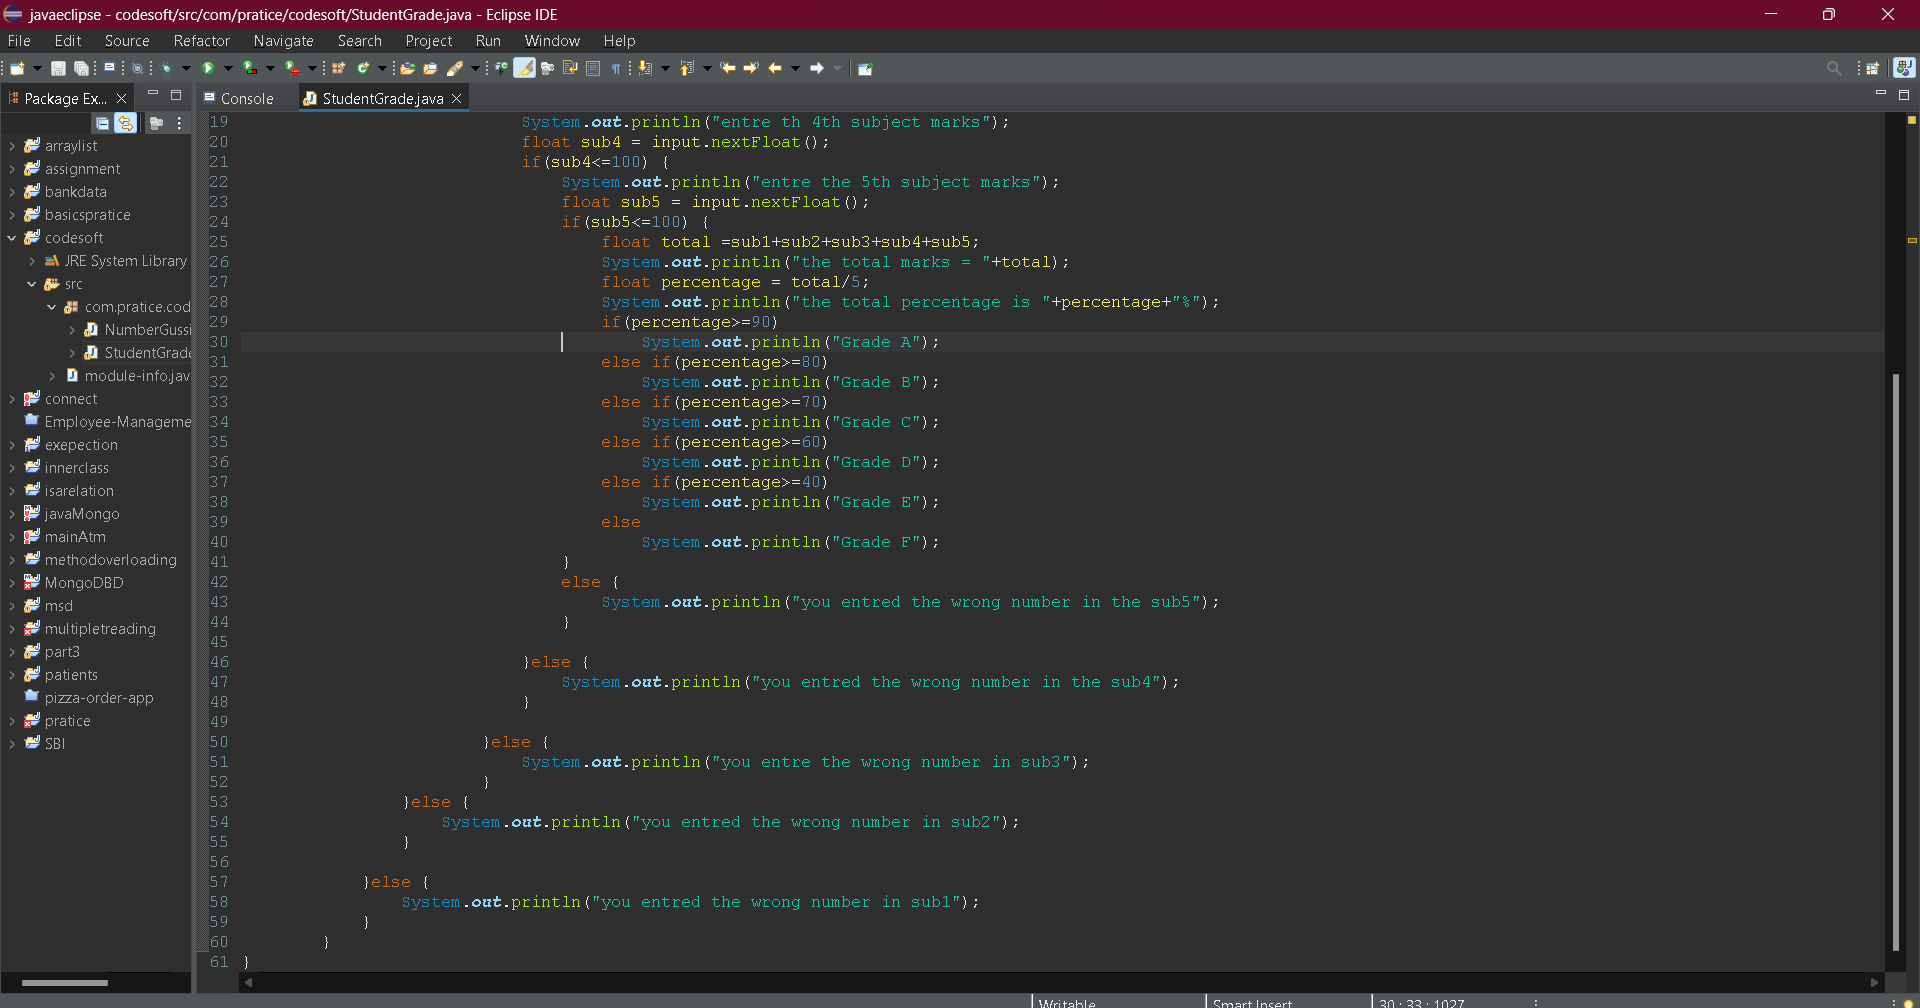 javaeclipse - codesoft/src/com/pratice/codesoft/StudentGrade.java - Eclipse IDE
File Edit Source Refactor Navigate Search Project Run Window Help
Package Ex...
Console
StudentGrade.java
arraylist
assignment
bankdata
basicspratice
codesoft
JRE System Library
src
com.pratice.cod
NumberGussi
StudentGrade
module-info.jav
connect
Employee-Manageme
exepection
innerclass
isarelation
javaMongo
mainAtm
methodoverloading
MongoDBD
msd
multipletreading
part3
patients
pizza-order-app
pratice
SBI
19 System.out.println("entre th 4th subject marks");
20 float sub4 = input.nextFloat();
21 if(sub4<=100) {
22 System.out.println("entre the 5th subject marks");
23 float sub5 = input.nextFloat();
24 if(sub5<=100) {
25 float total =sub1+sub2+sub3+sub4+sub5;
26 System.out.println("the total marks = "+total);
27 float percentage = total/5;
28 System.out.println("the total percentage is "+percentage+"%");
29 if(percentage>=90)
30 System.out.println("Grade A");
31 else if(percentage>=80)
32 System.out.println("Grade B");
33 else if(percentage>=70)
34 System.out.println("Grade C");
35 else if(percentage>=60)
36 System.out.println("Grade D");
37 else if(percentage>=40)
38 System.out.println("Grade E");
39 else
40 System.out.println("Grade F");
41 }
42 else {
43 System.out.println("you entred the wrong number in the sub5");
44 }
45
46 }else {
47 System.out.println("you entred the wrong number in the sub4");
48 }
49
50 }else {
51 System.out.println("you entre the wrong number in sub3");
52 }
53 }else {
54 System.out.println("you entred the wrong number in sub2");
55 }
56
57 }else {
58 System.out.println("you entred the wrong number in sub1");
59 }
60 }
61 }
Writable Smart Insert 30 : 33 : 1027